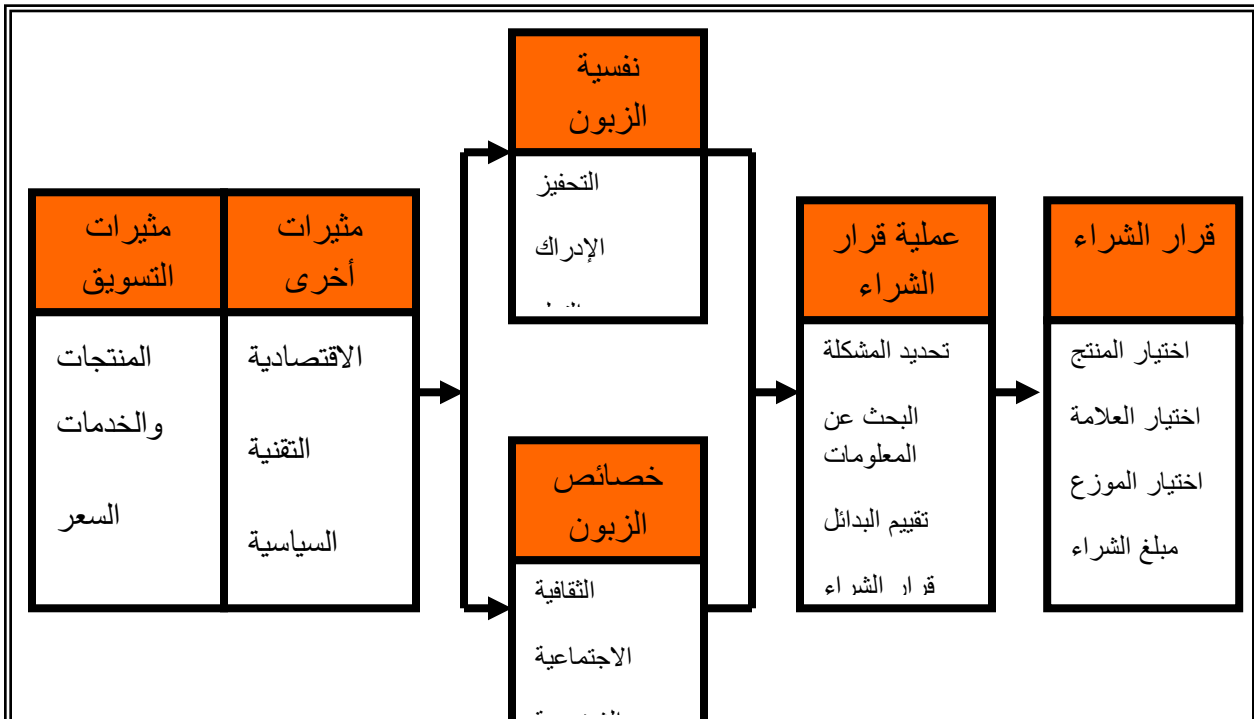 نفسية
الزبون
التحفيز
الإدراك
مثيرات
التسويق
المنتجات
والخدمات
السعر
مثيرات
أخرى
الاقتصادية
التقنية
السياسية
خصائص
الزبون
الثقافية
الاجتماعية
عملية قرار
الشراء
تحديد المشكلة
البحث عن
المعلومات
تقييم البدائل
قرار الشراء
قرار الشراء
اختيار المنتج
اختيار العلامة
اختيار الموزع
مبلغ الشراء